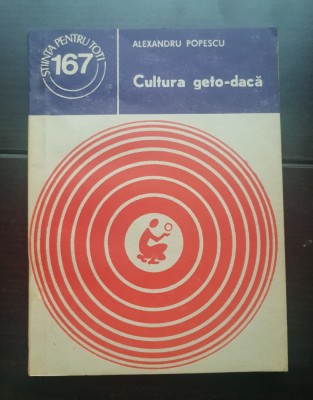 ȘTIINȚA PENTRU TOȚI
167
ALEXANDRU POPESCU
Cultura geto-dacă